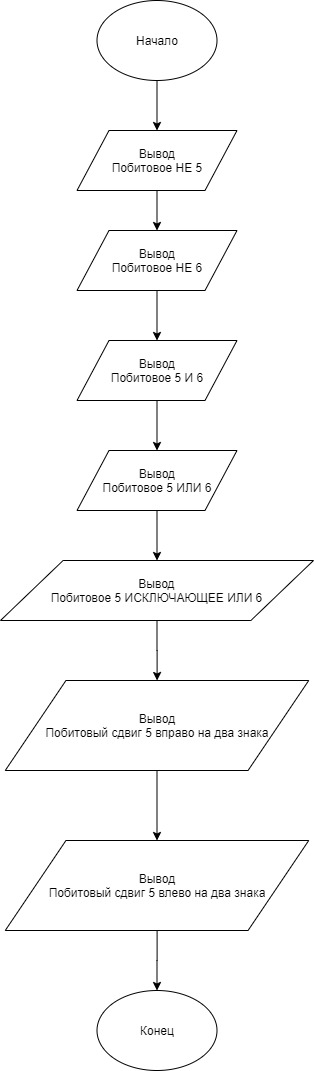 Начало
Вывод
Побитовое НЕ 5
Вывод
Побитовое НЕ 6
Вывод
Побитовое 5 И 6
Вывод
Побитовое 5 ИЛИ 6
Вывод
Побитовое 5 ИСКЛЮЧАЮЩЕЕ ИЛИ 6
Вывод
Побитовый сдвиг 5 вправо на два знака
Вывод
Побитовый сдвиг 5 влево на два знака
Конец